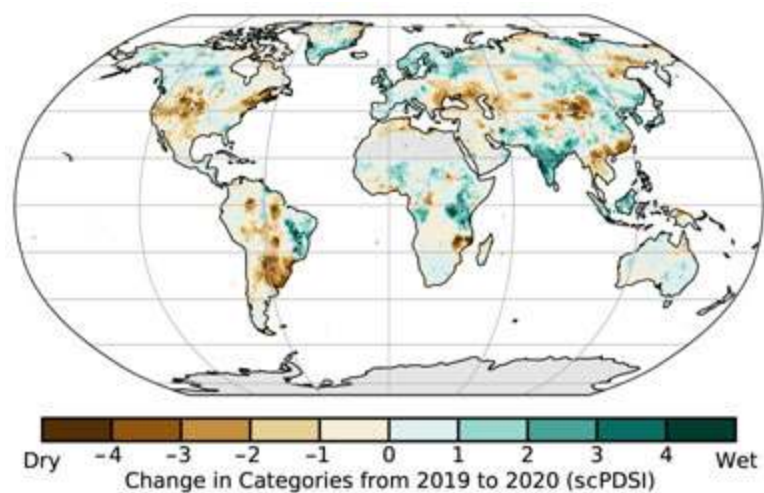 Dry −4 −3 −2 −1 0 1 2 3 4 Wet
Change in Categories from 2019 to 2020 (scPDSI)